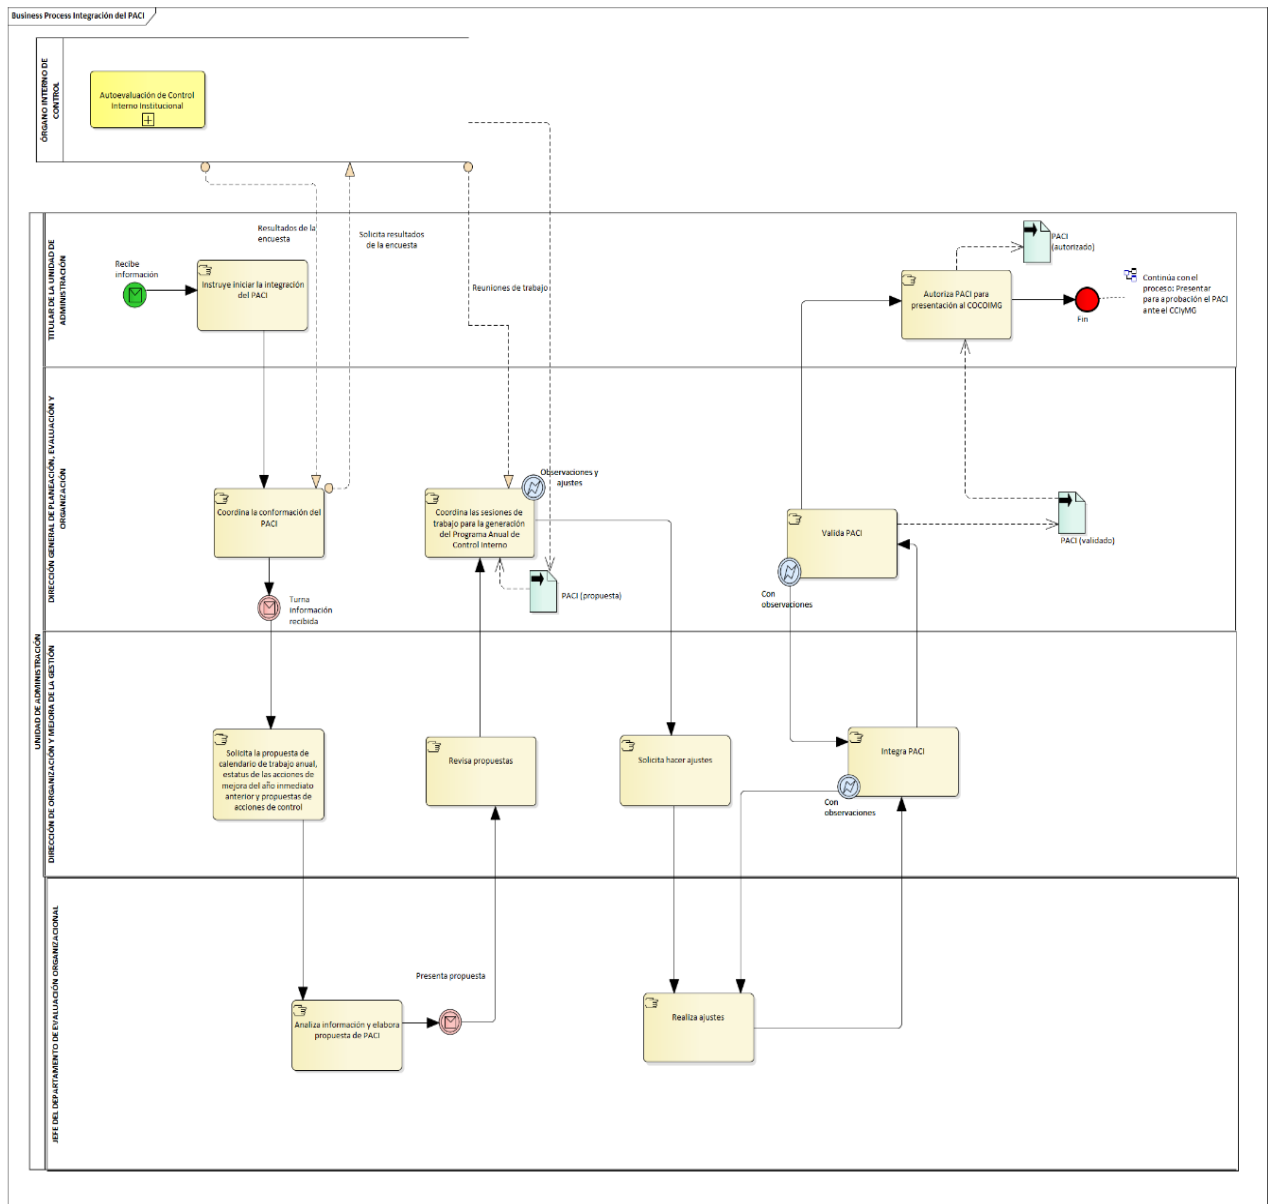 Business Process Integración del PACI
ÓRGANO INTERNO DE
CONTROL
Autoevaluación de Control
Interno Institucional
UNIDAD DE ADMINISTRACIÓN
TITULAR DE LA UNIDAD DE
ADMINISTRACIÓN
Recibe
información
Instruye iniciar la integración
del PACI
Resultados de la
encuesta
Solicita resultados
de la encuesta
Reuniones de trabajo
Autoriza PACI para
presentación al COCOIMG
PACI
(autorizado)
Fin
Continúa con el
proceso: Presentar
para aprobación el PACI
ante el CCIyMG
DIRECCIÓN GENERAL DE PLANEACIÓN, EVALUACIÓN Y
ORGANIZACIÓN
Coordina la conformación del
PACI
Turna
información
recibida
Observaciones y
ajustes
Coordina las sesiones de
trabajo para la generación
del Programa Anual de
Control Interno
PACI (propuesta)
Valida PACI
Con
observaciones
PACI (validado)
DIRECCIÓN DE ORGANIZACIÓN Y MEJORA DE LA GESTIÓN
Solicita la propuesta de
calendario de trabajo anual,
estatus de las acciones de
mejora del año inmediato
anterior y propuestas de
acciones de control
Revisa propuestas
Solicita hacer ajustes
Integra PACI
Con
observaciones
JEFE DEL DEPARTAMENTO DE EVALUACIÓN ORGANIZACIONAL
Analiza información y elabora
propuesta de PACI
Presenta propuesta
Realiza ajustes